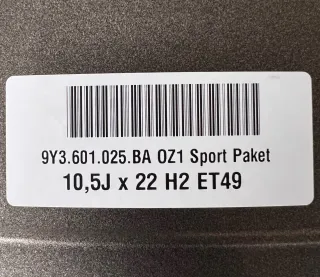 9Y3.601.025.BA OZ1 Sport Paket
10,5J x 22 H2 ET49